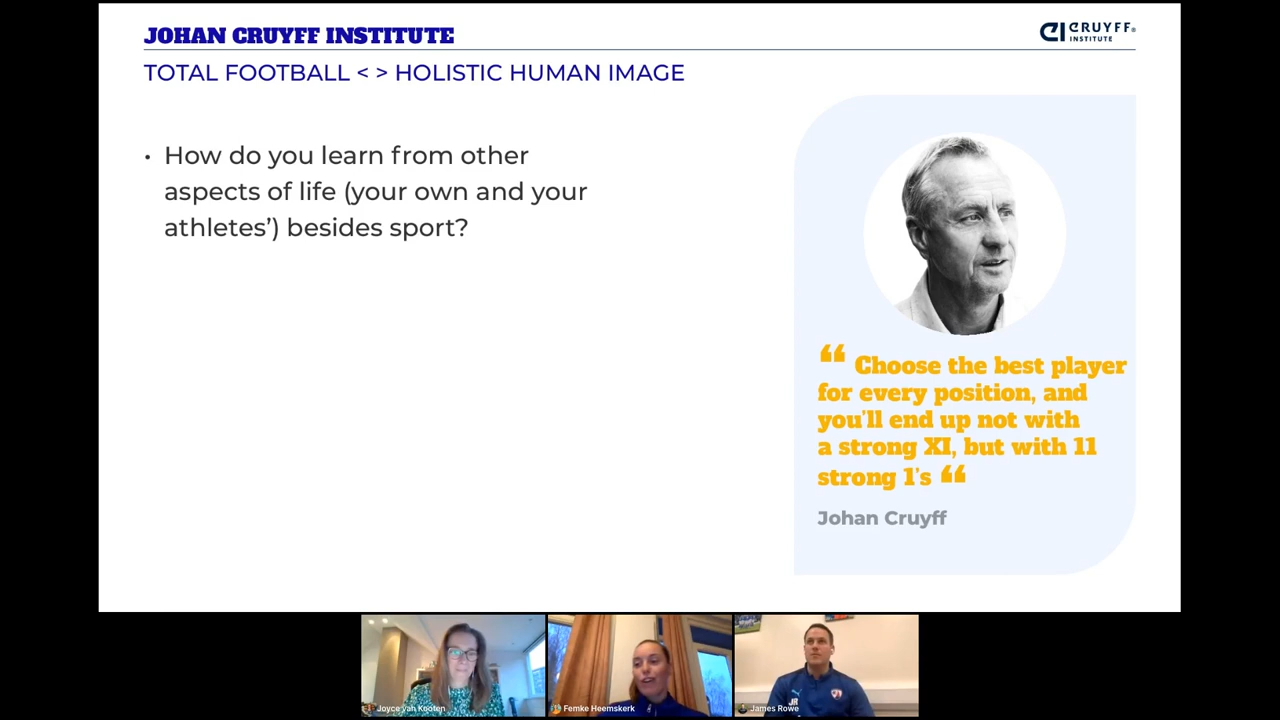 JOHAN CRUYFF INSTITUTE
CRUYFF
INSTITUTE
TOTAL FOOTBALL < > HOLISTIC HUMAN IMAGE
• How do you learn from other
aspects of life (your own and your
athletes’) besides sport?
“ Choose the best player
for every position, and
you’ll end up not with
a strong XI, but with 11
strong 1’s “
Johan Cruyff
JR
Joyce van Kooten
Femke Heemskerk
James Rowe